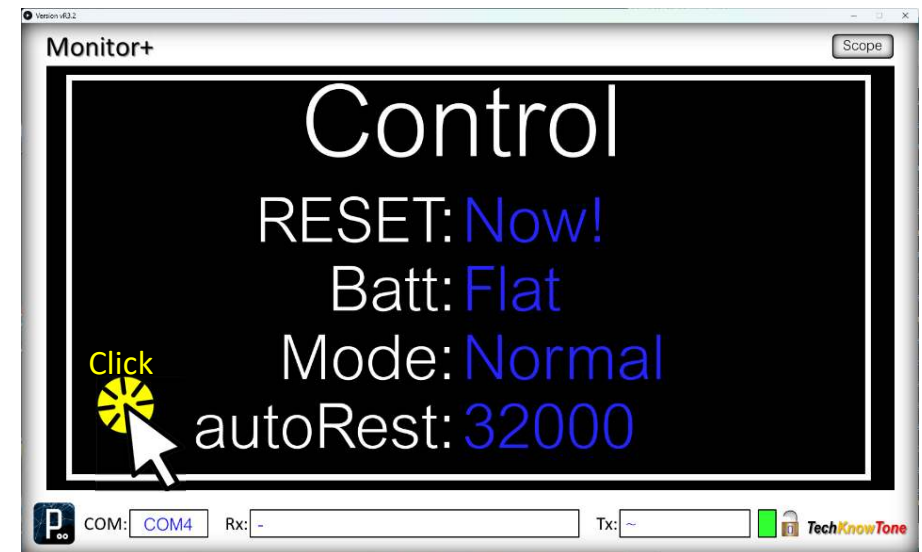 Version vR3.2
Monitor+
Scope
Control
RESET: Now!
Batt: Flat
Mode: Normal
Click
autoRest: 32000
P.
COM: COM4 Rx: - Tx: ~ TechKnowTone